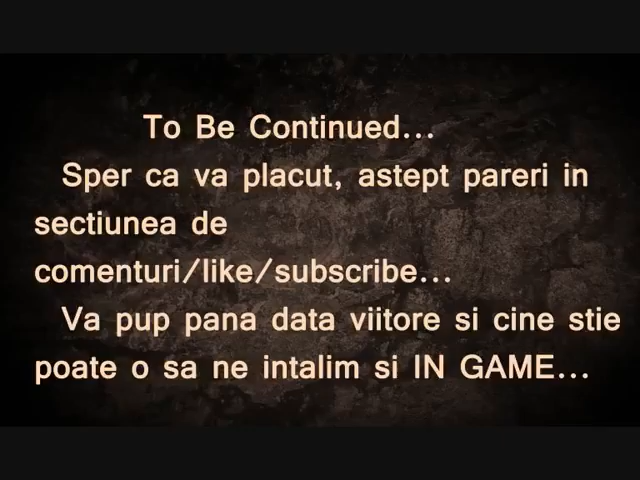 To Be Continued...
Sper ca va placut, astept pareri in
sectiunea de
comenturi/like/subscribe...
Va pup pana data viitore si cine stie
poate o sa ne intalim si IN GAME...